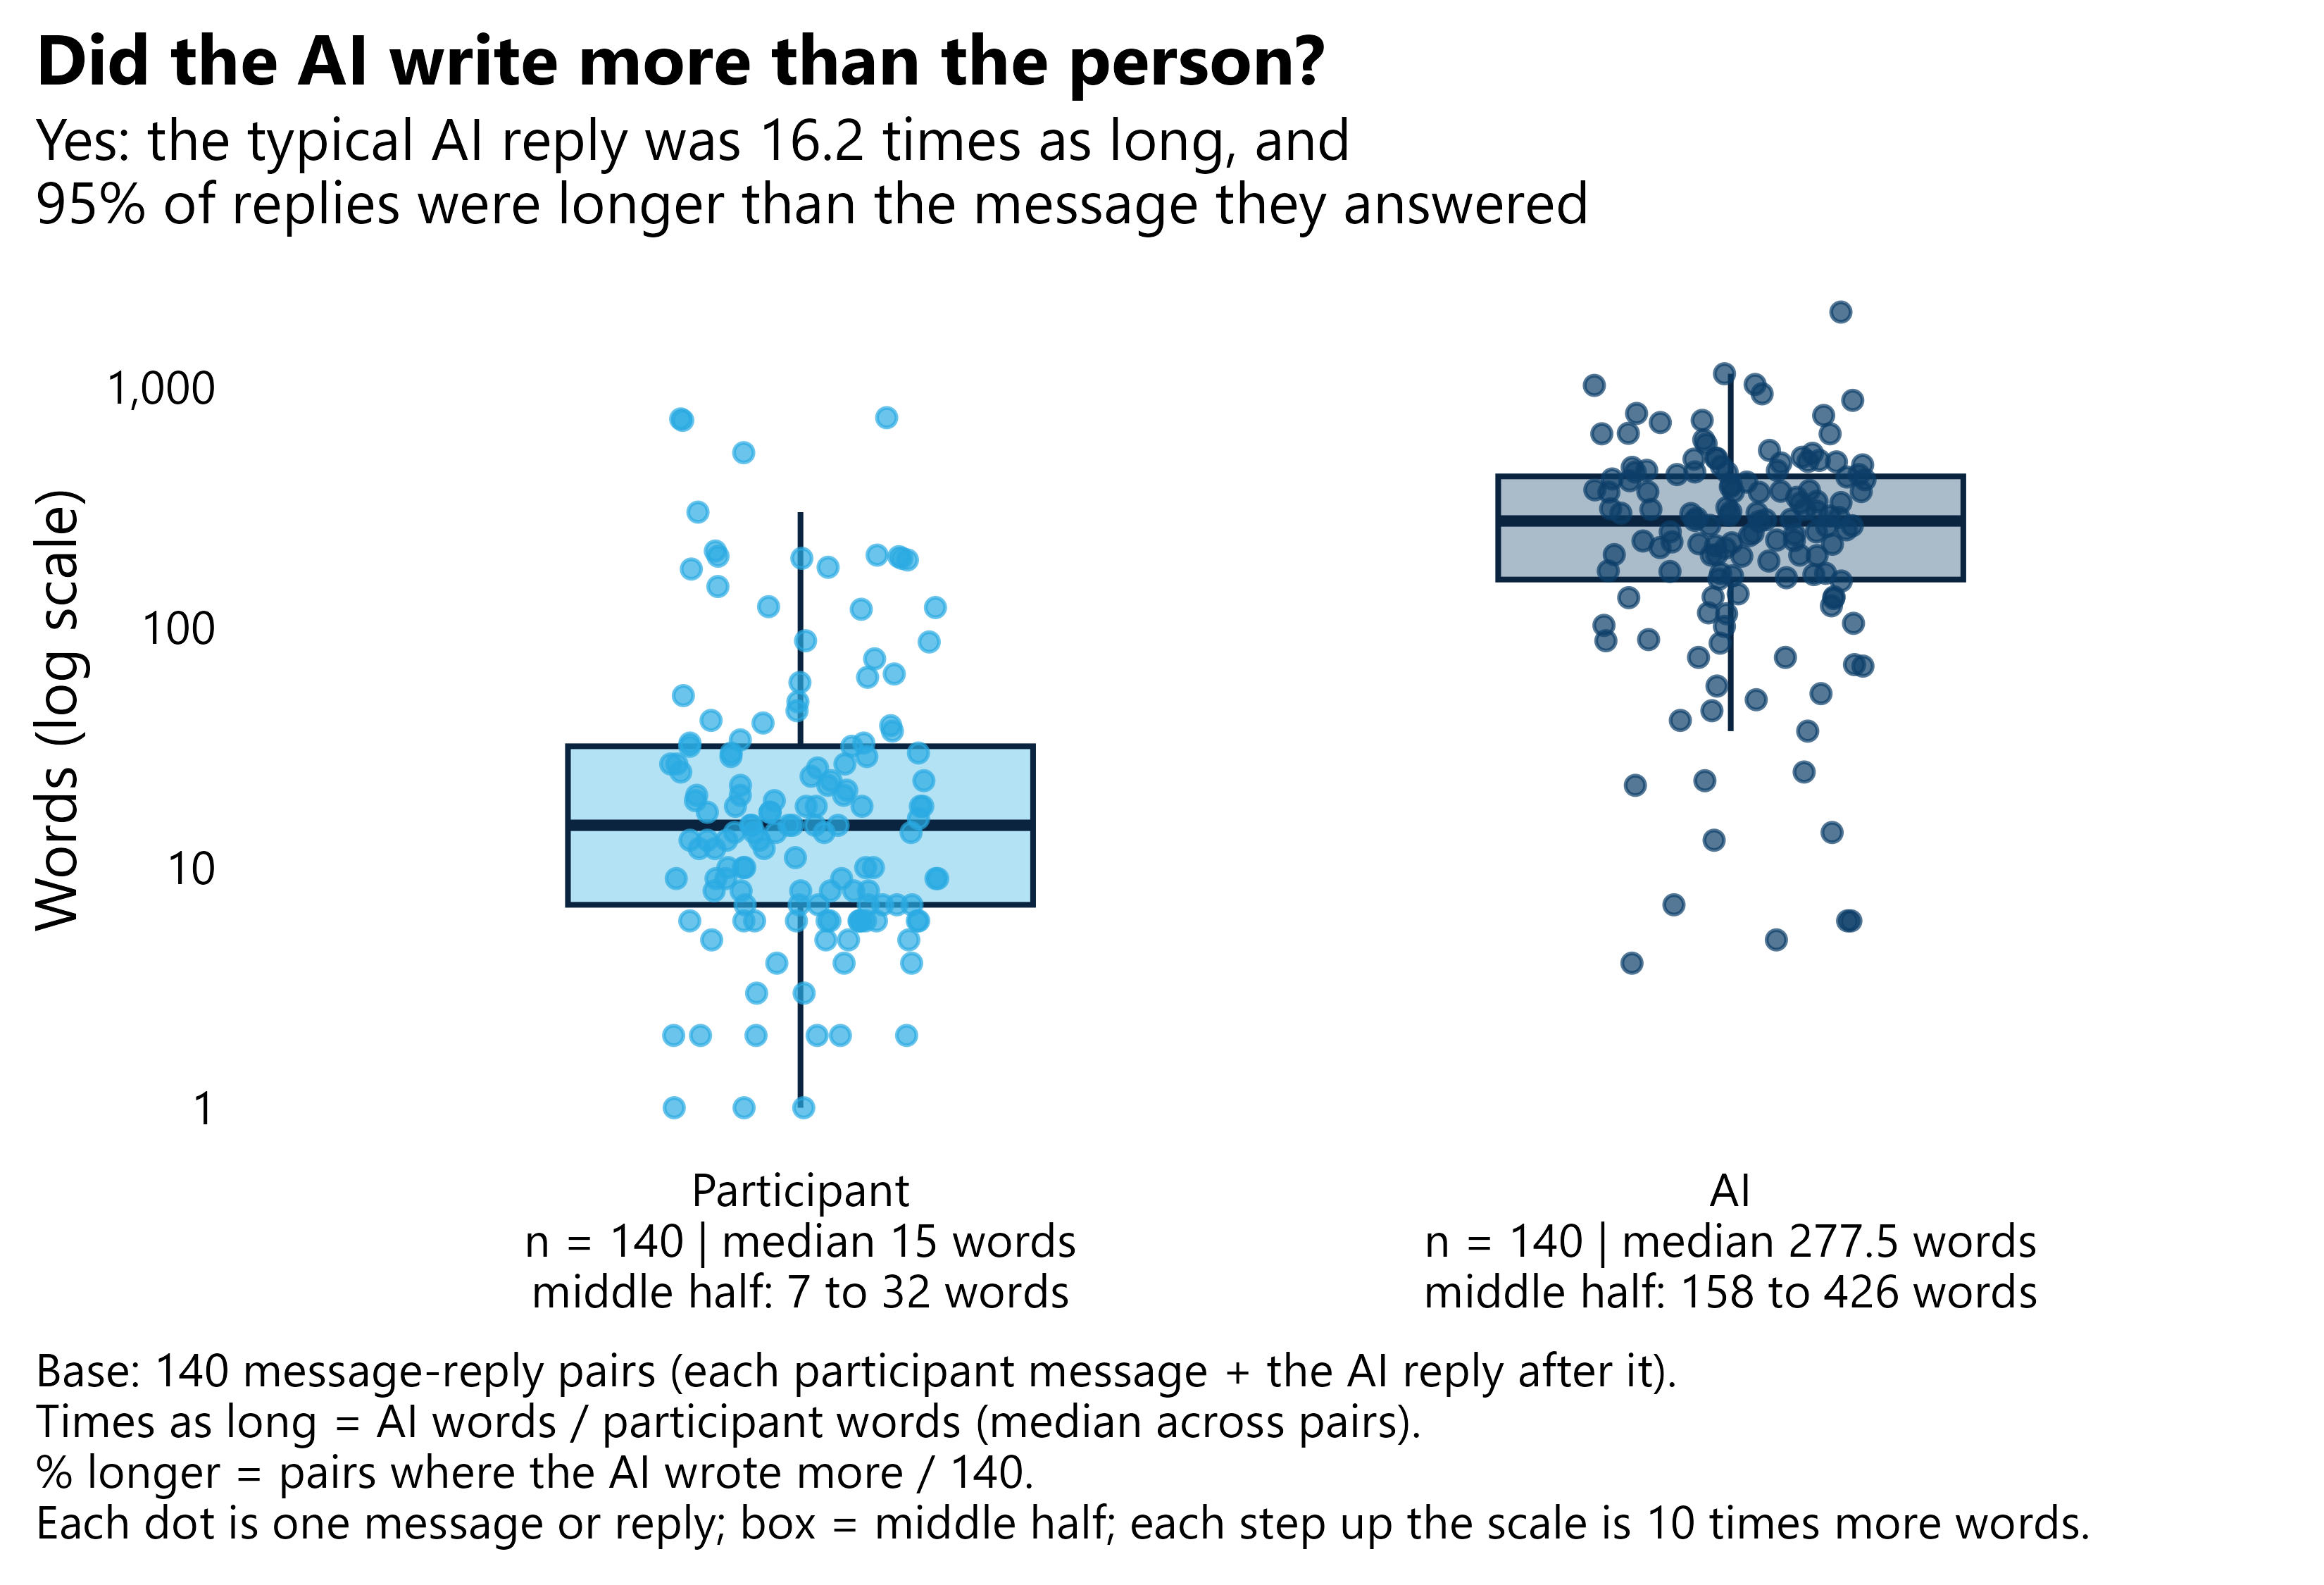 Did the AI write more than the person?
Yes: the typical AI reply was 16.2 times as long, and
95% of replies were longer than the message they answered
Words (log scale)
1,000
100
10
1
Participant
n = 140 | median 15 words
middle half: 7 to 32 words
AI
n = 140 | median 277.5 words
middle half: 158 to 426 words
Base: 140 message-reply pairs (each participant message + the AI reply after it).
Times as long = AI words / participant words (median across pairs).
% longer = pairs where the AI wrote more / 140.
Each dot is one message or reply; box = middle half; each step up the scale is 10 times more words.